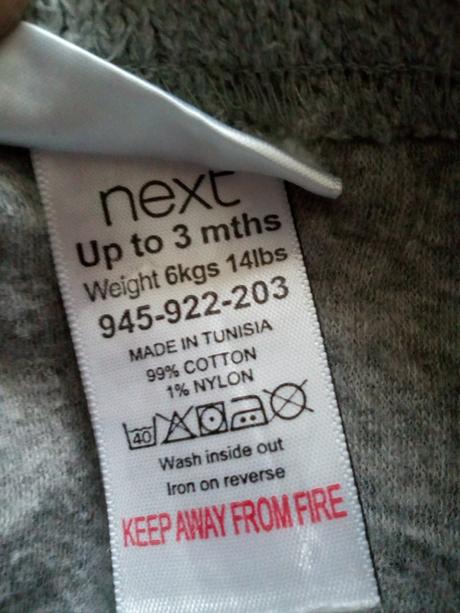 next
Up to 3 mths
Weight 6kgs 14lbs
945-922-203
MADE IN TUNISIA
99% COTTON
1% NYLON
40
Wash inside out
Iron on reverse
KEEP AWAY FROM FIRE